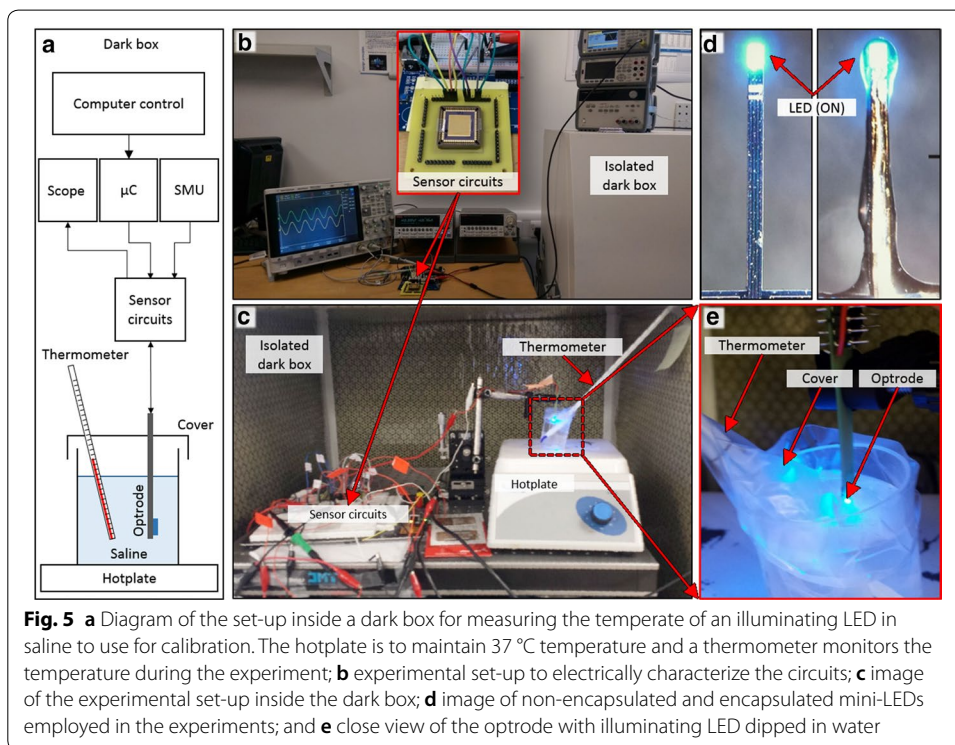 a
Dark box
Computer control
Scope
µC
SMU
Sensor
circuits
Thermometer
Cover
Optrode
Saline
Hotplate
b
Sensor circuits
Isolated
dark box
c
Isolated
dark box
Thermometer
Hotplate
Sensor circuits
d
LED (ON)
e
Thermometer
Cover
Optrode
Fig. 5 a Diagram of the set-up inside a dark box for measuring the temperate of an illuminating LED in
saline to use for calibration. The hotplate is to maintain 37 °C temperature and a thermometer monitors the
temperature during the experiment; b experimental set-up to electrically characterize the circuits; c image
of the experimental set-up inside the dark box; d image of non-encapsulated and encapsulated mini-LEDs
employed in the experiments; and e close view of the optrode with illuminating LED dipped in water